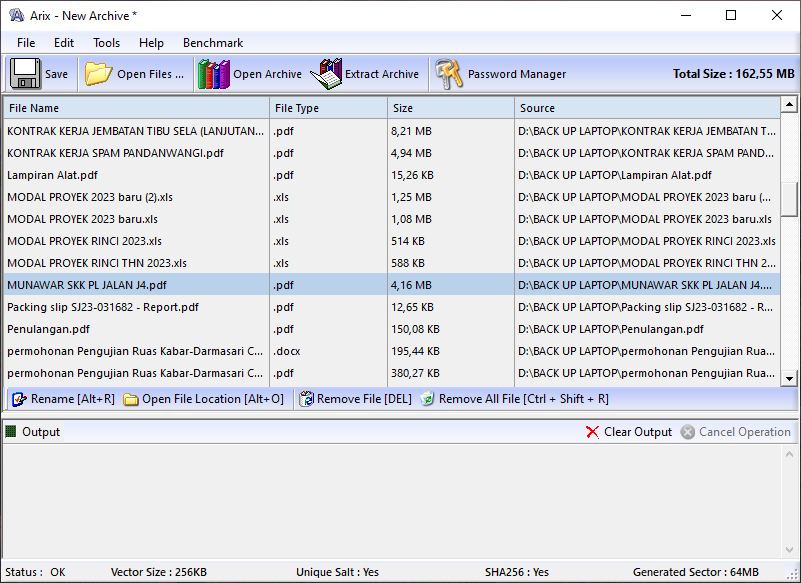 Arix - New Archive *
File Edit Tools Help Benchmark
Save Open Files ... Open Archive Extract Archive Password Manager Total Size : 162,55 MB
File Name File Type Size Source
KONTRAK KERJA JEMBATAN TIBU SELA (LANJUTAN... .pdf 8,21 MB D:\BACK UP LAPTOP\KONTRAK KERJA JEMBATAN T...
KONTRAK KERJA SPAM PANDANWANGI.pdf .pdf 4,94 MB D:\BACK UP LAPTOP\KONTRAK KERJA SPAM PAND...
Lampiran Alat.pdf .pdf 15,26 KB D:\BACK UP LAPTOP\Lampiran Alat.pdf
MODAL PROYEK 2023 baru (2).xls .xls 1,25 MB D:\BACK UP LAPTOP\MODAL PROYEK 2023 baru (...
MODAL PROYEK 2023 baru.xls .xls 1,08 MB D:\BACK UP LAPTOP\MODAL PROYEK 2023 baru.xls
MODAL PROYEK RINCI 2023.xls .xls 514 KB D:\BACK UP LAPTOP\MODAL PROYEK RINCI 2023.xls
MODAL PROYEK RINCI THN 2023.xls .xls 588 KB D:\BACK UP LAPTOP\MODAL PROYEK RINCI THN 2...
MUNAWAR SKK PL JALAN J4.pdf .pdf 4,16 MB D:\BACK UP LAPTOP\MUNAWAR SKK PL JALAN J4....
Packing slip SJ23-031682 - Report.pdf .pdf 12,65 KB D:\BACK UP LAPTOP\Packing slip SJ23-031682 - R...
Penulangan.pdf .pdf 150,08 KB D:\BACK UP LAPTOP\Penulangan.pdf
permohonan Pengujian Ruas Kabar-Darmasari C... .docx 195,44 KB D:\BACK UP LAPTOP\permohonan Pengujian Rua...
permohonan Pengujian Ruas Kabar-Darmasari C... .pdf 380,27 KB D:\BACK UP LAPTOP\permohonan Pengujian Rua...
Rename [Alt+R] Open File Location [Alt+O] Remove File [DEL] Remove All File [Ctrl + Shift + R]
Output Clear Output Cancel Operation
Status : OK Vector Size : 256KB Unique Salt : Yes SHA256 : Yes Generated Sector : 64MB